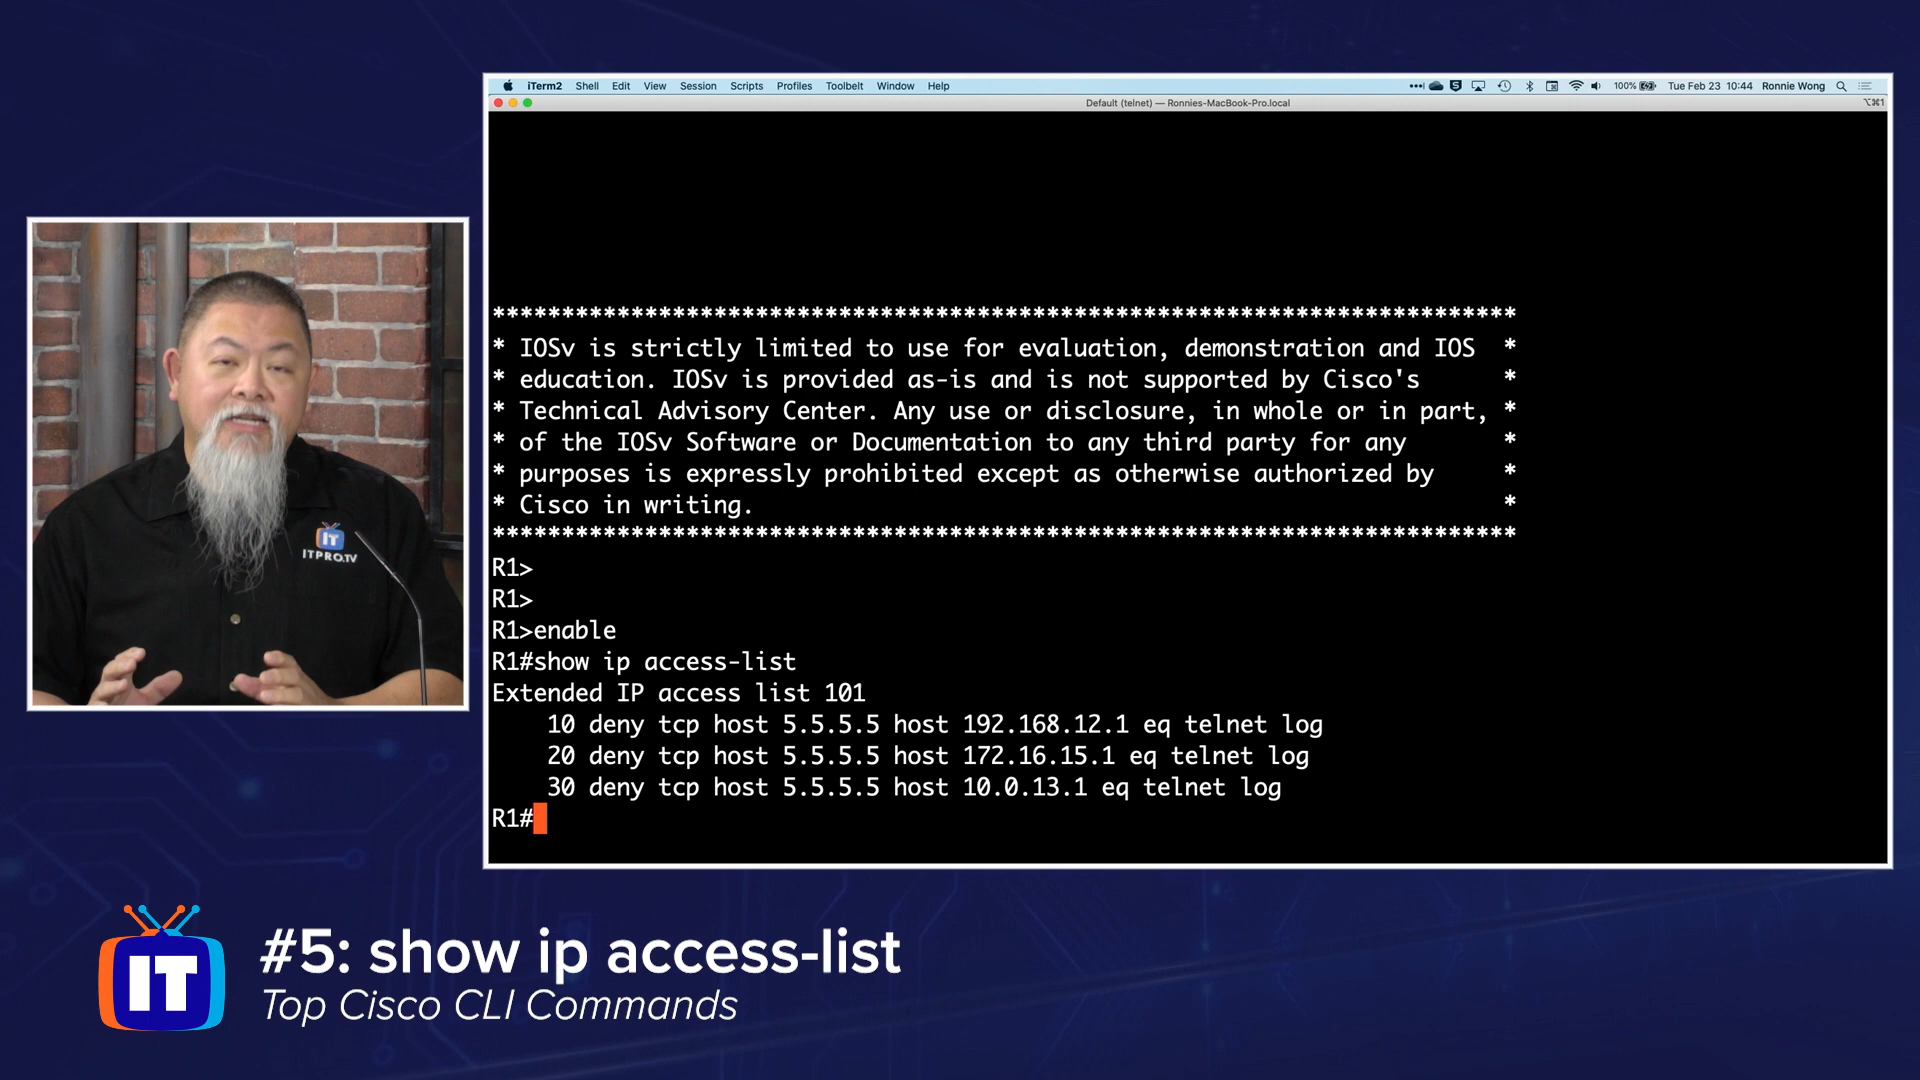 iTerm2 Shell Edit View Session Scripts Profiles Toolbelt Window Help 100% Tue Feb 23 10:44 Ronnie Wong
Default (telnet) — Ronnies-MacBook-Pro.local ⌥⌘1
*****************************************************************************
* IOSv is strictly limited to use for evaluation, demonstration and IOS *
* education. IOSv is provided as-is and is not supported by Cisco's *
* Technical Advisory Center. Any use or disclosure, in whole or in part, *
* of the IOSv Software or Documentation to any third party for any *
* purposes is expressly prohibited except as otherwise authorized by *
* Cisco in writing. *
*****************************************************************************
R1>
R1>
R1>enable
R1#show ip access-list
Extended IP access list 101
10 deny tcp host 5.5.5.5 host 192.168.12.1 eq telnet log
20 deny tcp host 5.5.5.5 host 172.16.15.1 eq telnet log
30 deny tcp host 5.5.5.5 host 10.0.13.1 eq telnet log
R1#
IT
ITPRO.TV
IT
#5: show ip access-list
Top Cisco CLI Commands